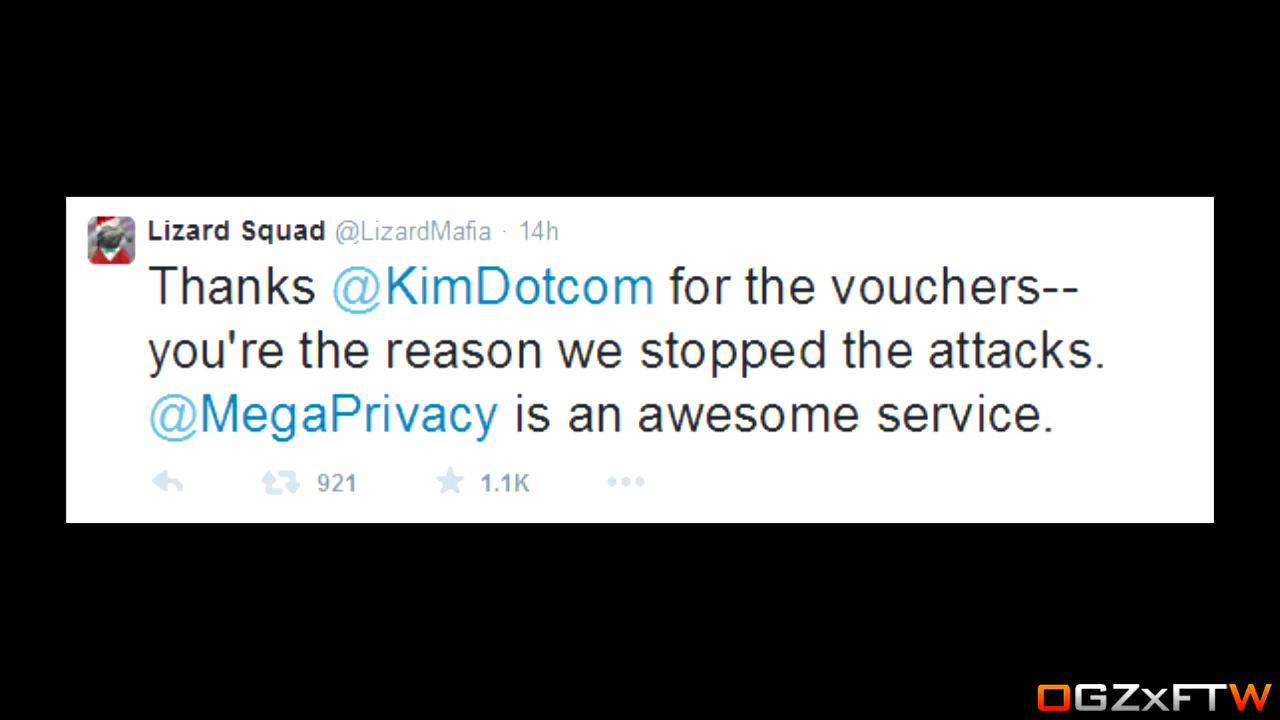 Lizard Squad @LizardMafia · 14h
Thanks @KimDotcom for the vouchers--
you're the reason we stopped the attacks.
@MegaPrivacy is an awesome service.
921 1.1K
OGZxFTW